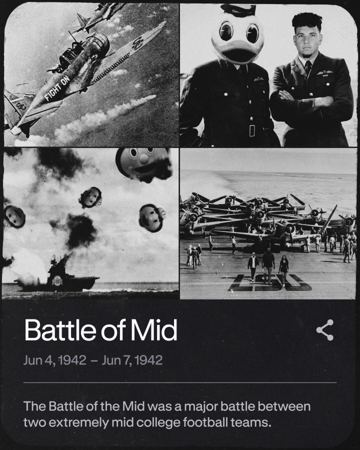 FIGHT ON
Battle of Mid
Jun 4, 1942 – Jun 7, 1942
The Battle of the Mid was a major battle between
two extremely mid college football teams.